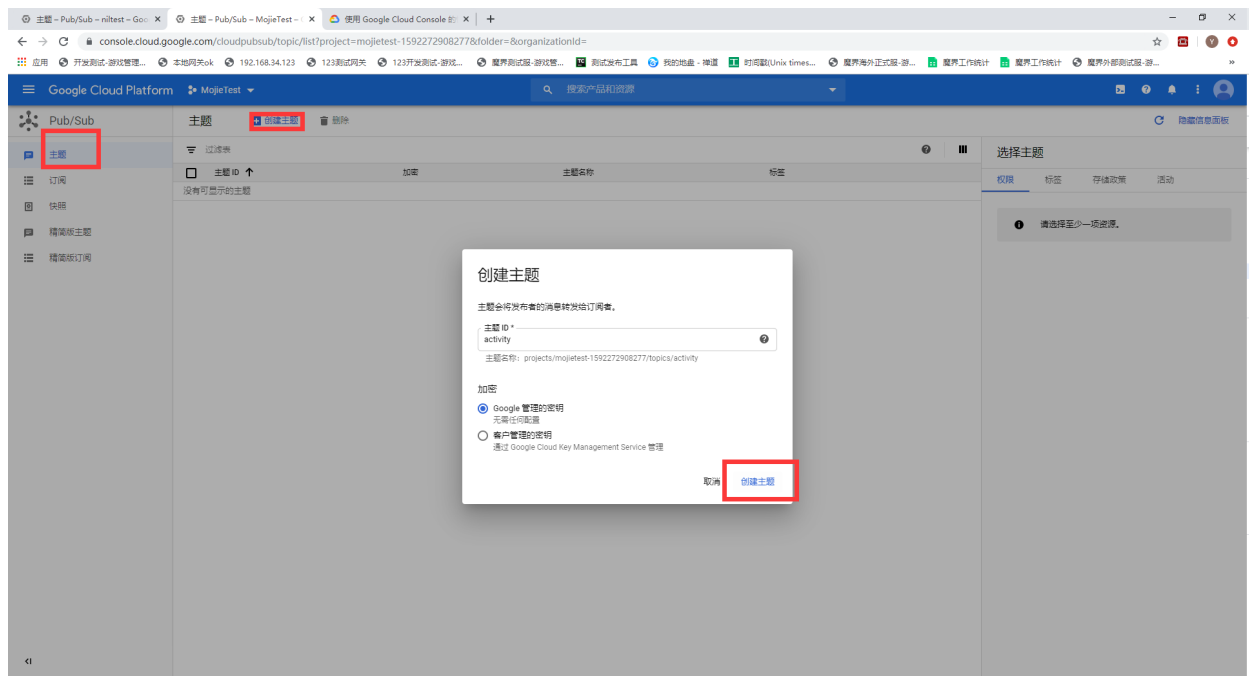 主题 – Pub/Sub – niltest – Goo
主题 – Pub/Sub – MojieTest –
使用 Google Cloud Console 的
console.cloud.google.com/cloudpubsub/topic/list?project=mojietest-1592272908277&folder=&organizationId=
应用 开发测试-游戏管理... 本地网关ok 192.168.34.123 123测试网关 123开发测试-游戏... 魔界测试服-游戏管... 测试发布工具 我的地盘 - 禅道 时间戳(Unix times... 魔界海外正式服-游... 魔界工作统计 魔界工作统计 魔界外部测试服-游... »
Google Cloud Platform MojieTest 搜索产品和资源
Pub/Sub 主题 创建主题 删除 隐藏信息面板
主题
订阅
快照
精简版主题
精简版订阅
过滤表
主题 ID 加密 主题名称 标签
没有可显示的主题
选择主题
权限 标签 存储政策 活动
请选择至少一项资源。
创建主题
主题会将发布者的消息转发给订阅者。
主题 ID *
activity
主题名称：projects/mojietest-1592272908277/topics/activity
加密
Google 管理的密钥
无需任何配置
客户管理的密钥
通过 Google Cloud Key Management Service 管理
取消 创建主题